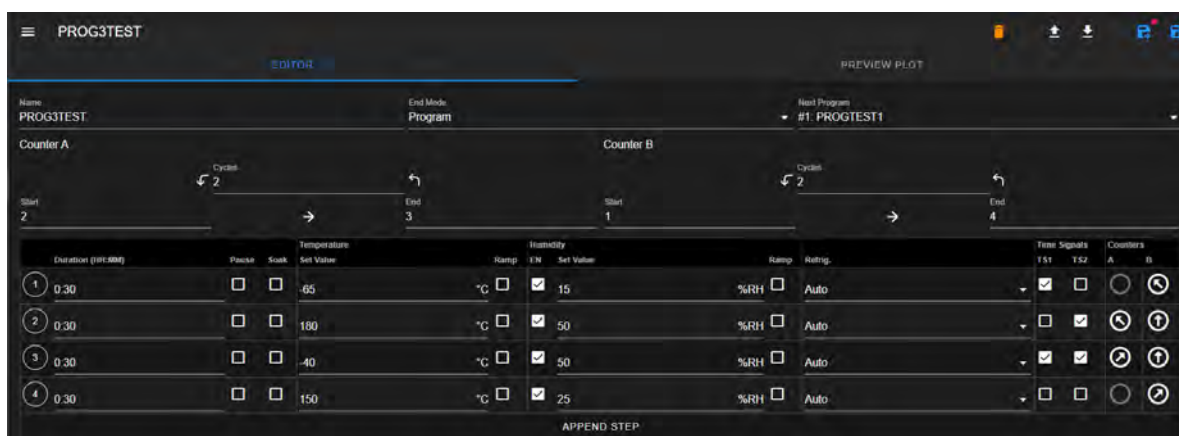 PROG3TEST
EDITOR PREVIEW PLOT
Name End Mode Next Program
PROG3TEST Program #1: PROGTEST1
Counter A Counter B
Cycles Cycles
2 2
Start End Start End
2 3 1 4
Temperature Humidity Time Signals Counters
Duration (HH:MM) Pause Soak Set Value Ramp EN Set Value Ramp Refrig. TS1 TS2 A B
1 0:30 -65 °C 15 %RH Auto
2 0:30 180 °C 50 %RH Auto
3 0:30 -40 °C 50 %RH Auto
4 0:30 150 °C 25 %RH Auto
APPEND STEP